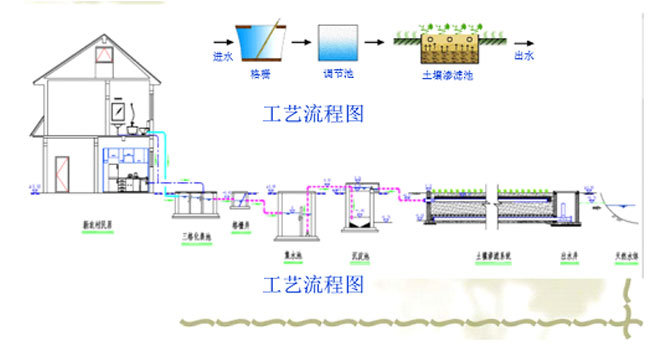 进水
格栅
调节池
土壤渗滤池
出水
工艺流程图
新农村民居
三格化粪池
格栅井
集水池
沉淀池
土壤渗滤系统
出水井
天然水体
工艺流程图